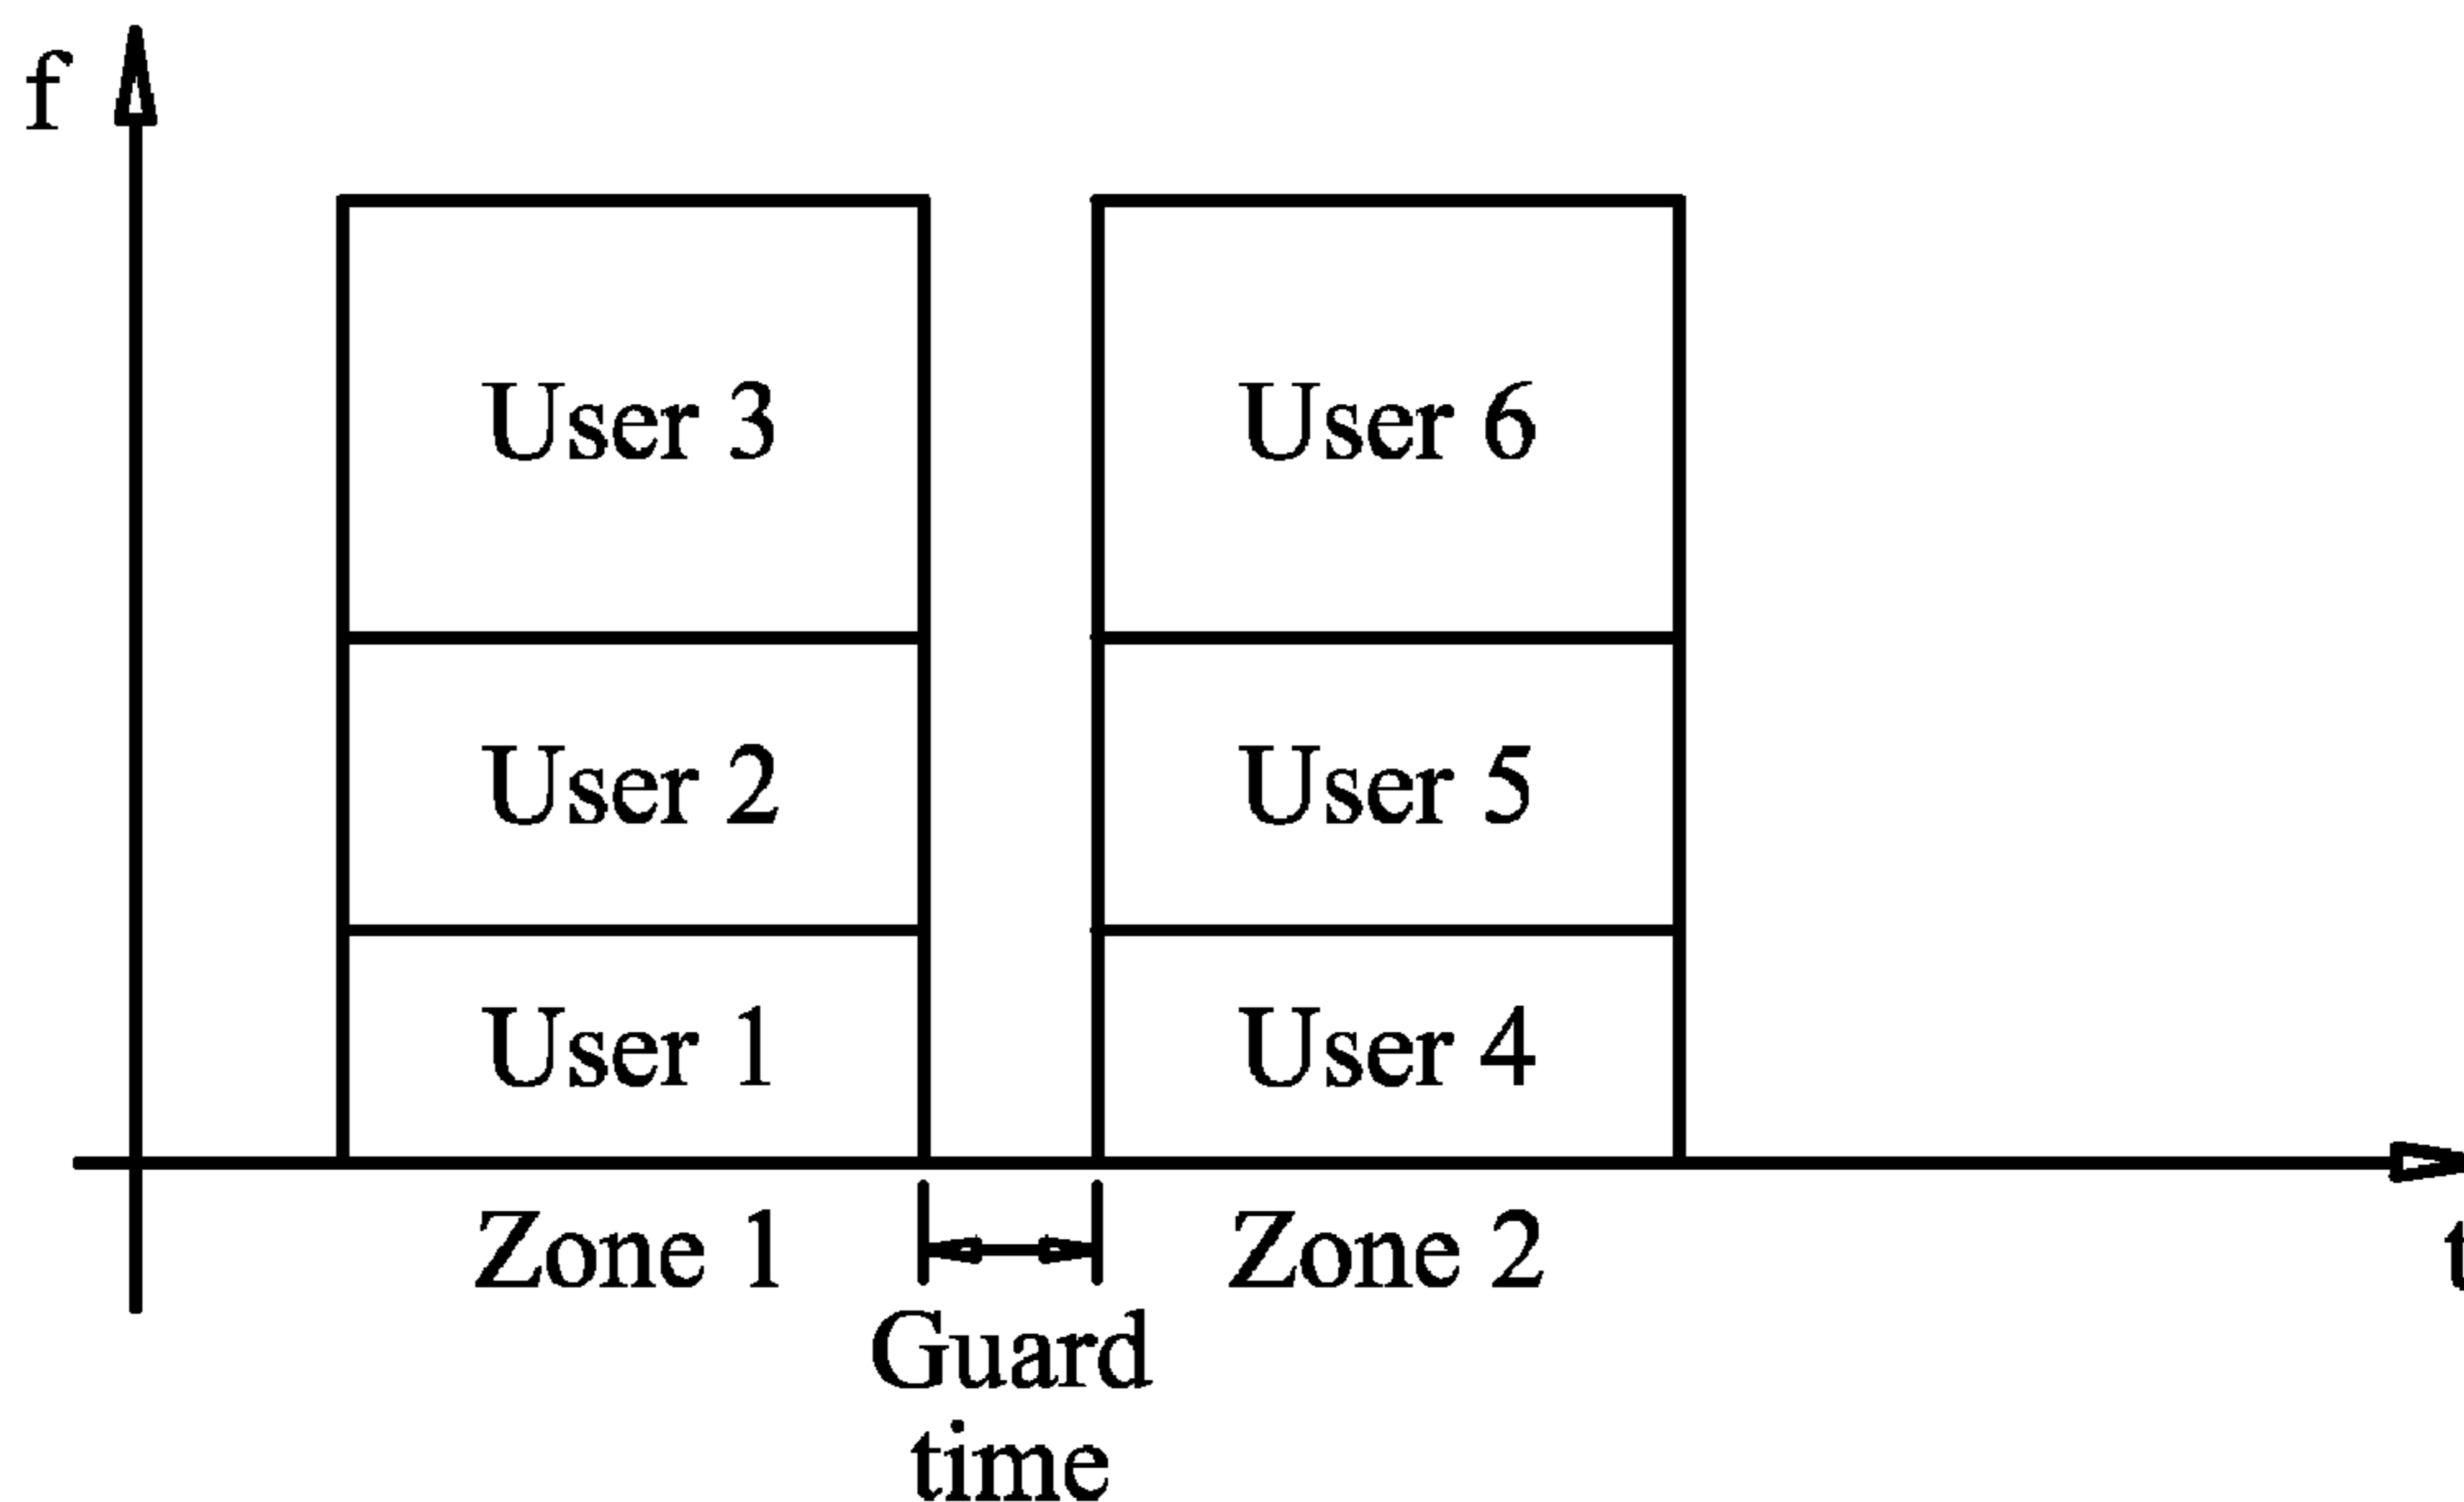 f
User 3
User 6
User 2
User 5
User 1
User 4
Zone 1
Zone 2
t
Guard
time